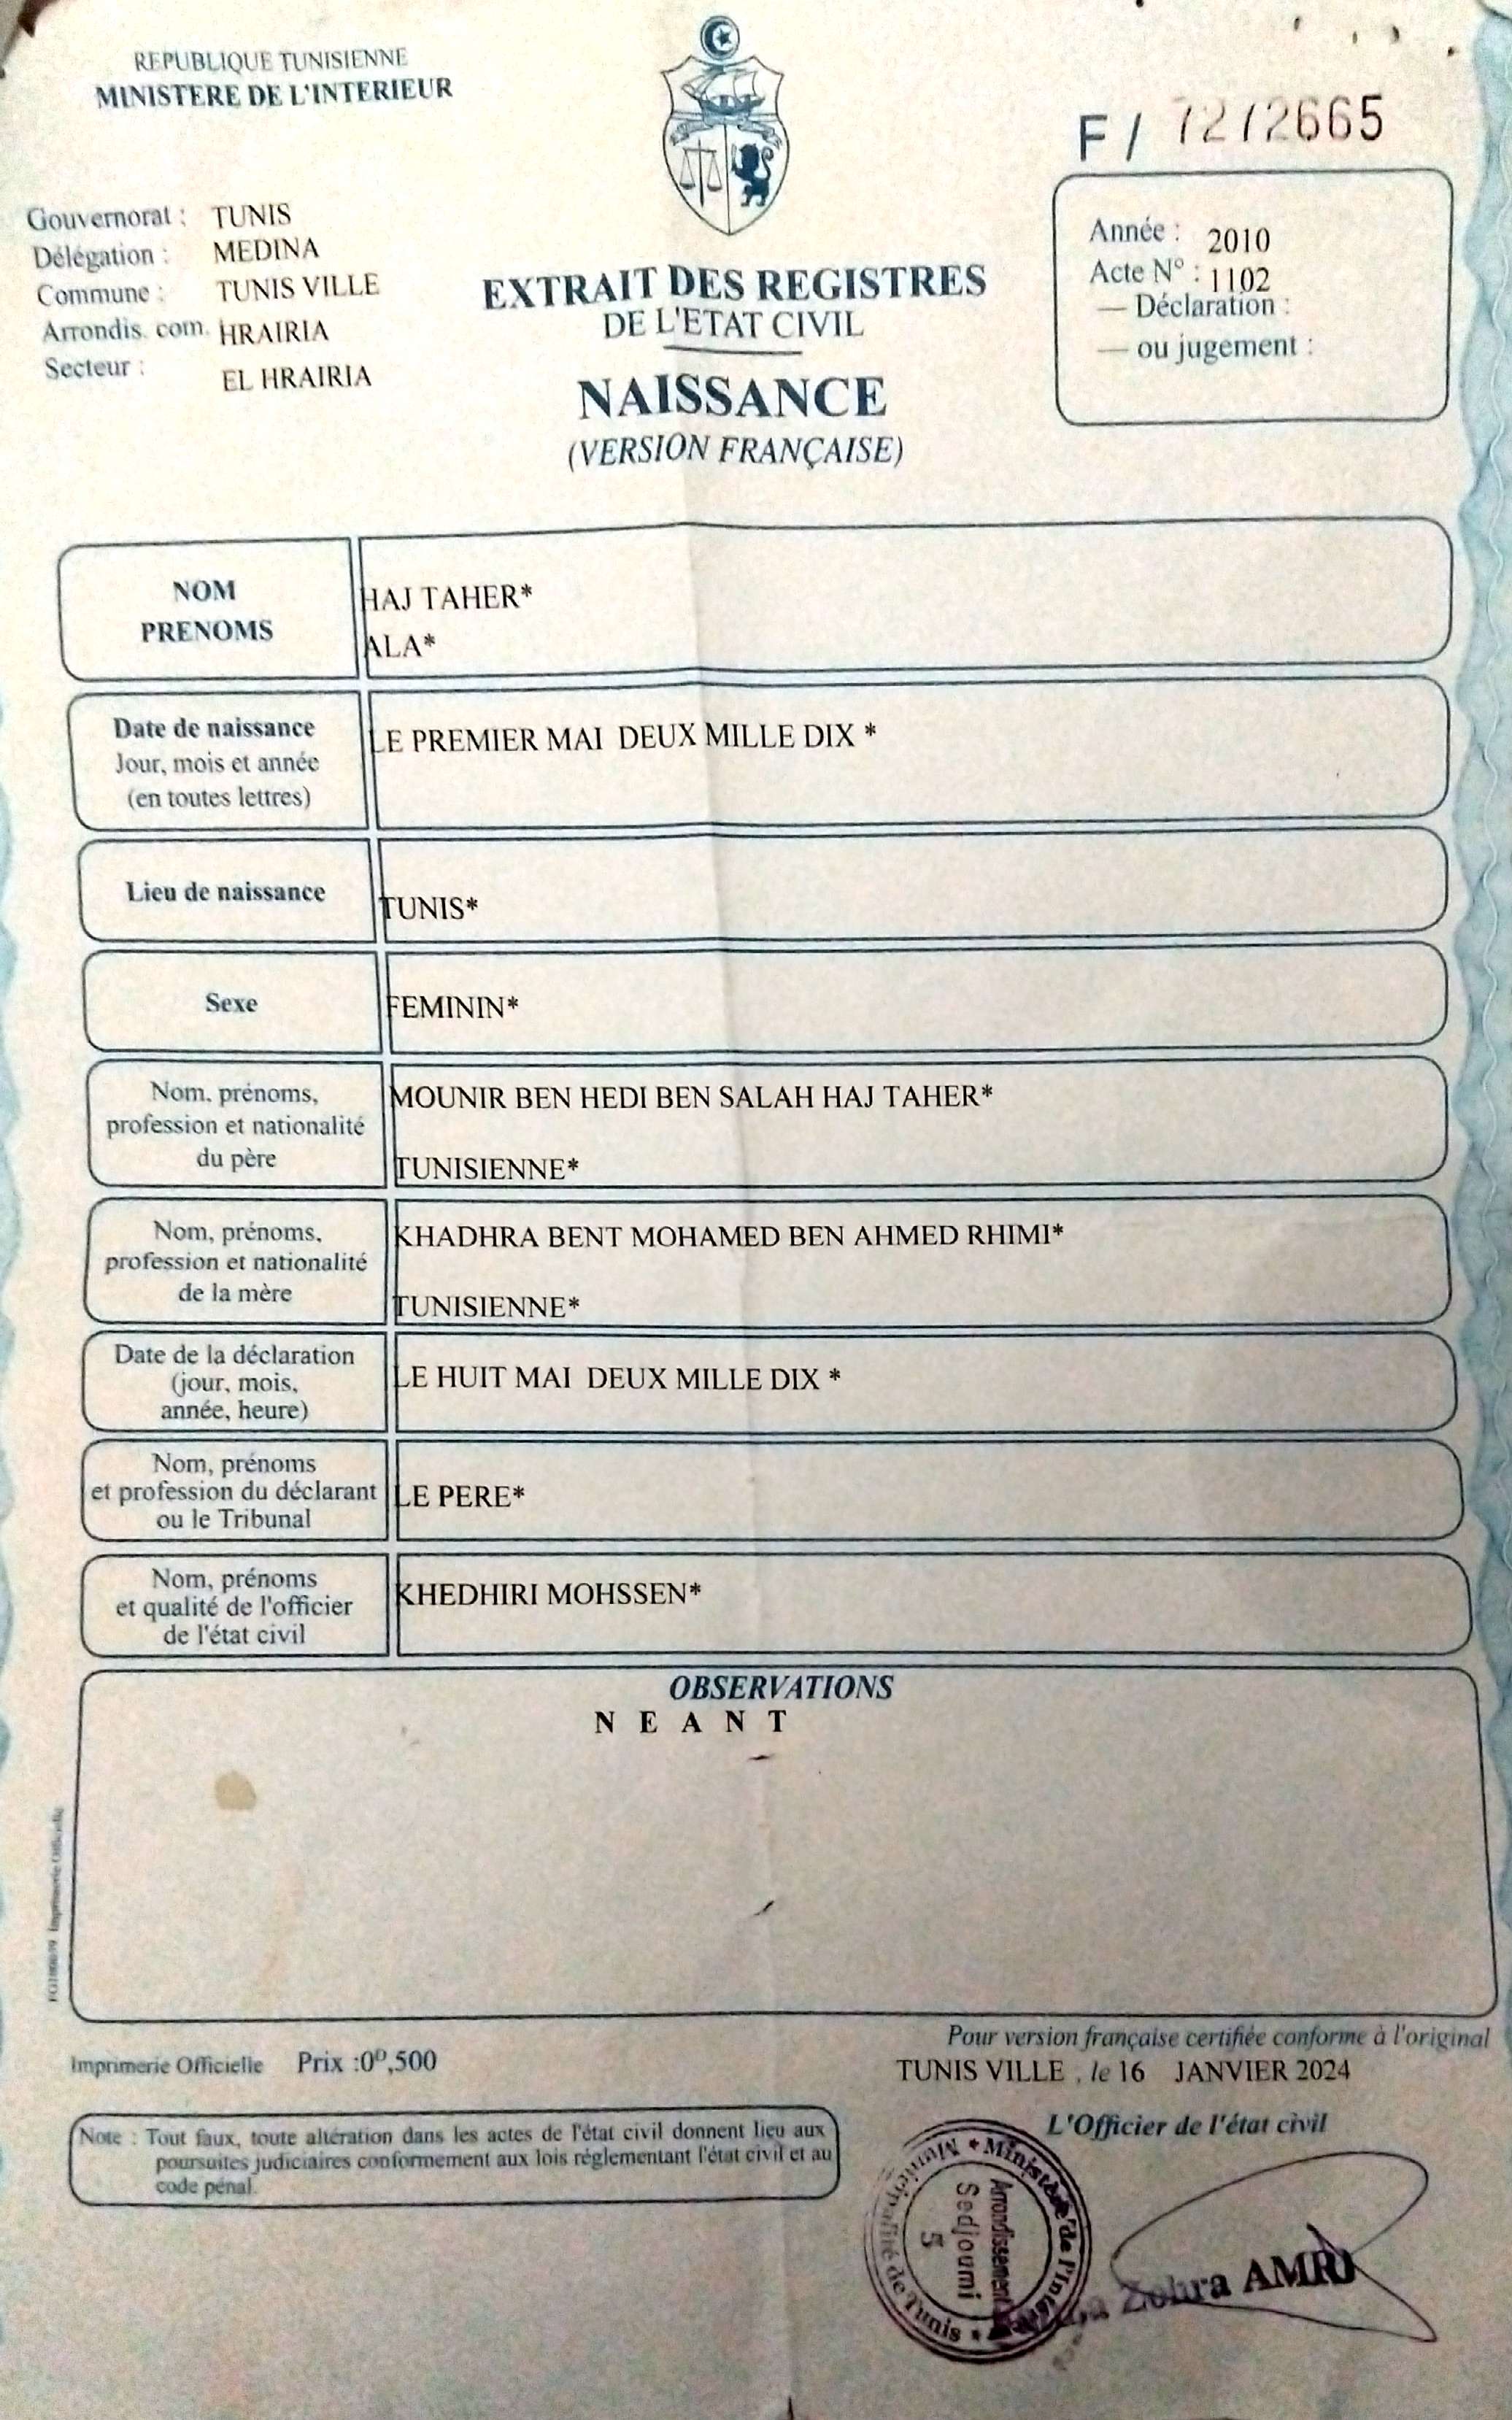 REPUBLIQUE TUNISIENNE
MINISTERE DE L'INTERIEUR
F / 7272665
Gouvernorat : TUNIS
Délégation : MEDINA
Commune : TUNIS VILLE
Arrondis. com. HRAIRIA
Secteur : EL HRAIRIA
EXTRAIT DES REGISTRES
DE L'ETAT CIVIL
NAISSANCE
(VERSION FRANÇAISE)
Année : 2010
Acte N° : 1102
— Déclaration :
— ou jugement :
NOM
PRENOMS
HAJ TAHER*
ALA*
Date de naissance
Jour, mois et année
(en toutes lettres)
LE PREMIER MAI DEUX MILLE DIX *
Lieu de naissance
TUNIS*
Sexe
FEMININ*
Nom, prénoms,
profession et nationalité
du père
MOUNIR BEN HEDI BEN SALAH HAJ TAHER*
TUNISIENNE*
Nom, prénoms,
profession et nationalité
de la mère
KHADHRA BENT MOHAMED BEN AHMED RHIMI*
TUNISIENNE*
Date de la déclaration
(jour, mois,
année, heure)
LE HUIT MAI DEUX MILLE DIX *
Nom, prénoms
et profession du déclarant
ou le Tribunal
LE PERE*
Nom, prénoms
et qualité de l'officier
de l'état civil
KHEDHIRI MOHSSEN*
OBSERVATIONS
N E A N T
Imprimerie Officielle
Pour version française certifiée conforme à l'original
Imprimerie Officielle Prix :0ᴰ,500
TUNIS VILLE , le 16 JANVIER 2024
L'Officier de l'état civil
Note : Tout faux, toute altération dans les actes de l'état civil donnent lieu aux
poursuites judiciaires conformement aux lois réglementant l'état civil et au
code pénal.
Ministère de l'Intérieur
Municipalité de Tunis
Arrondissement
Sedjoumi
5
Zohra AMRI